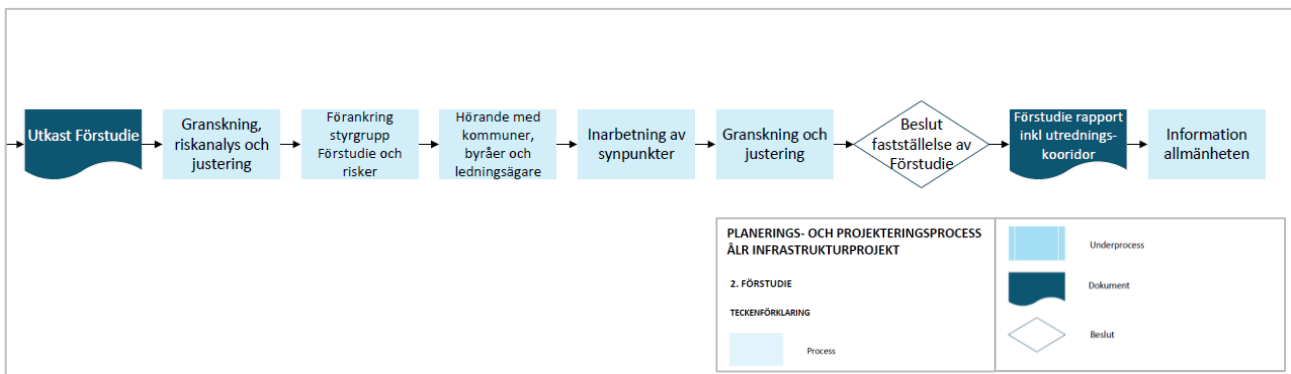 Utkast Förstudie
Granskning,
riskanalys och
justering
Förankring
styrgrupp
Förstudie och
risker
Hörande med
kommuner,
byråer och
ledningsägare
Inarbetning av
synpunkter
Granskning och
justering
Beslut
fastställelse av
Förstudie
Förstudie rapport
inkl utrednings-
kooridor
Information
allmänheten
PLANERINGS- OCH PROJEKTERINGSPROCESS
ÅLR INFRASTRUKTURPROJEKT
2. FÖRSTUDIE
TECKENFÖRKLARING
Process
Underprocess
Dokument
Beslut